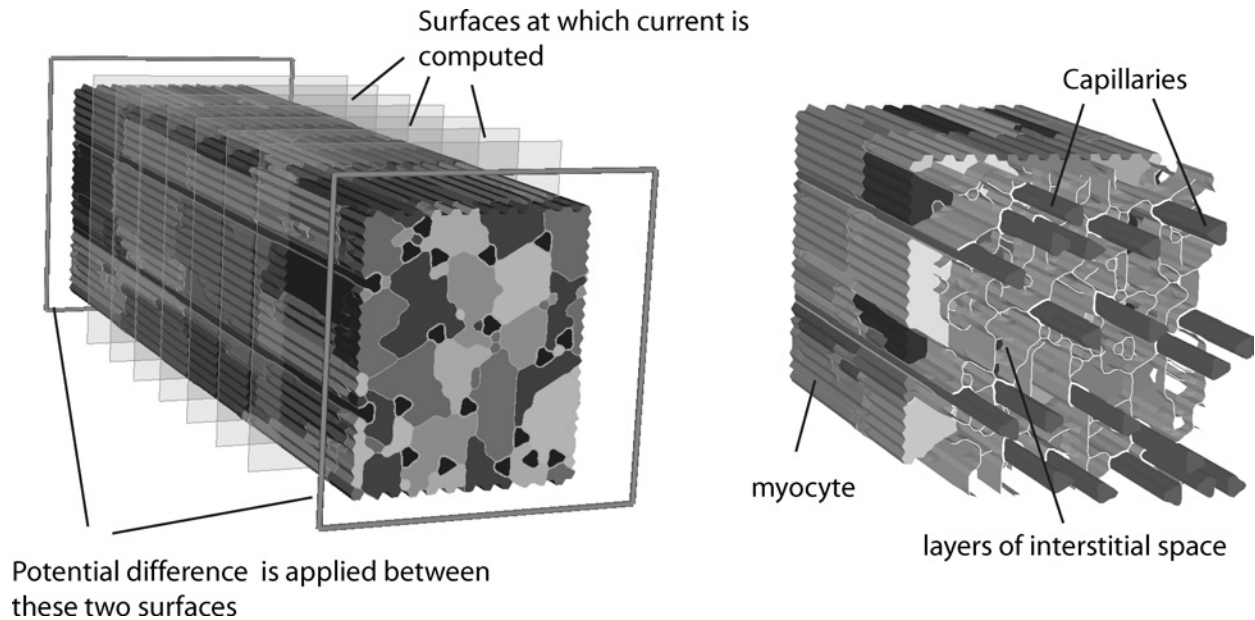 Surfaces at which current is
computed
Capillaries
myocyte
layers of interstitial space
Potential difference is applied between
these two surfaces